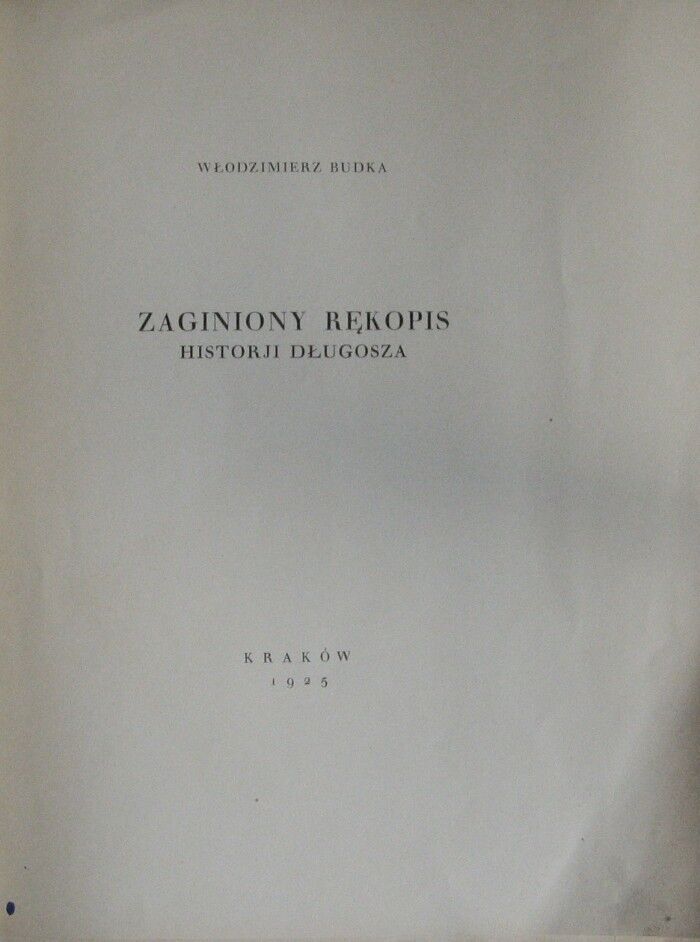 WŁODZIMIERZ BUDKA
ZAGINIONY RĘKOPIS
HISTORJI DŁUGOSZA
KRAKÓW
1925